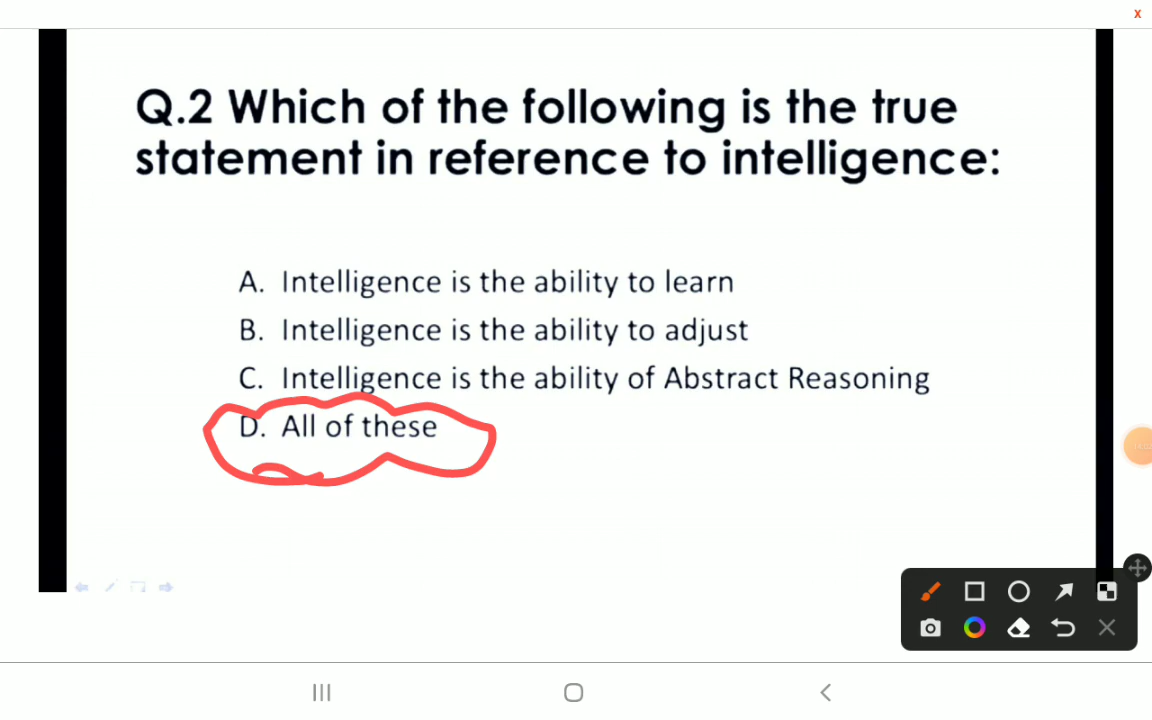 x
Q.2 Which of the following is the true
statement in reference to intelligence:
A. Intelligence is the ability to learn
B. Intelligence is the ability to adjust
C. Intelligence is the ability of Abstract Reasoning
D. All of these